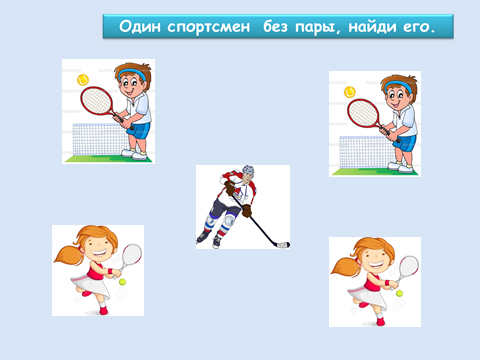 Один спортсмен без пары, найди его.